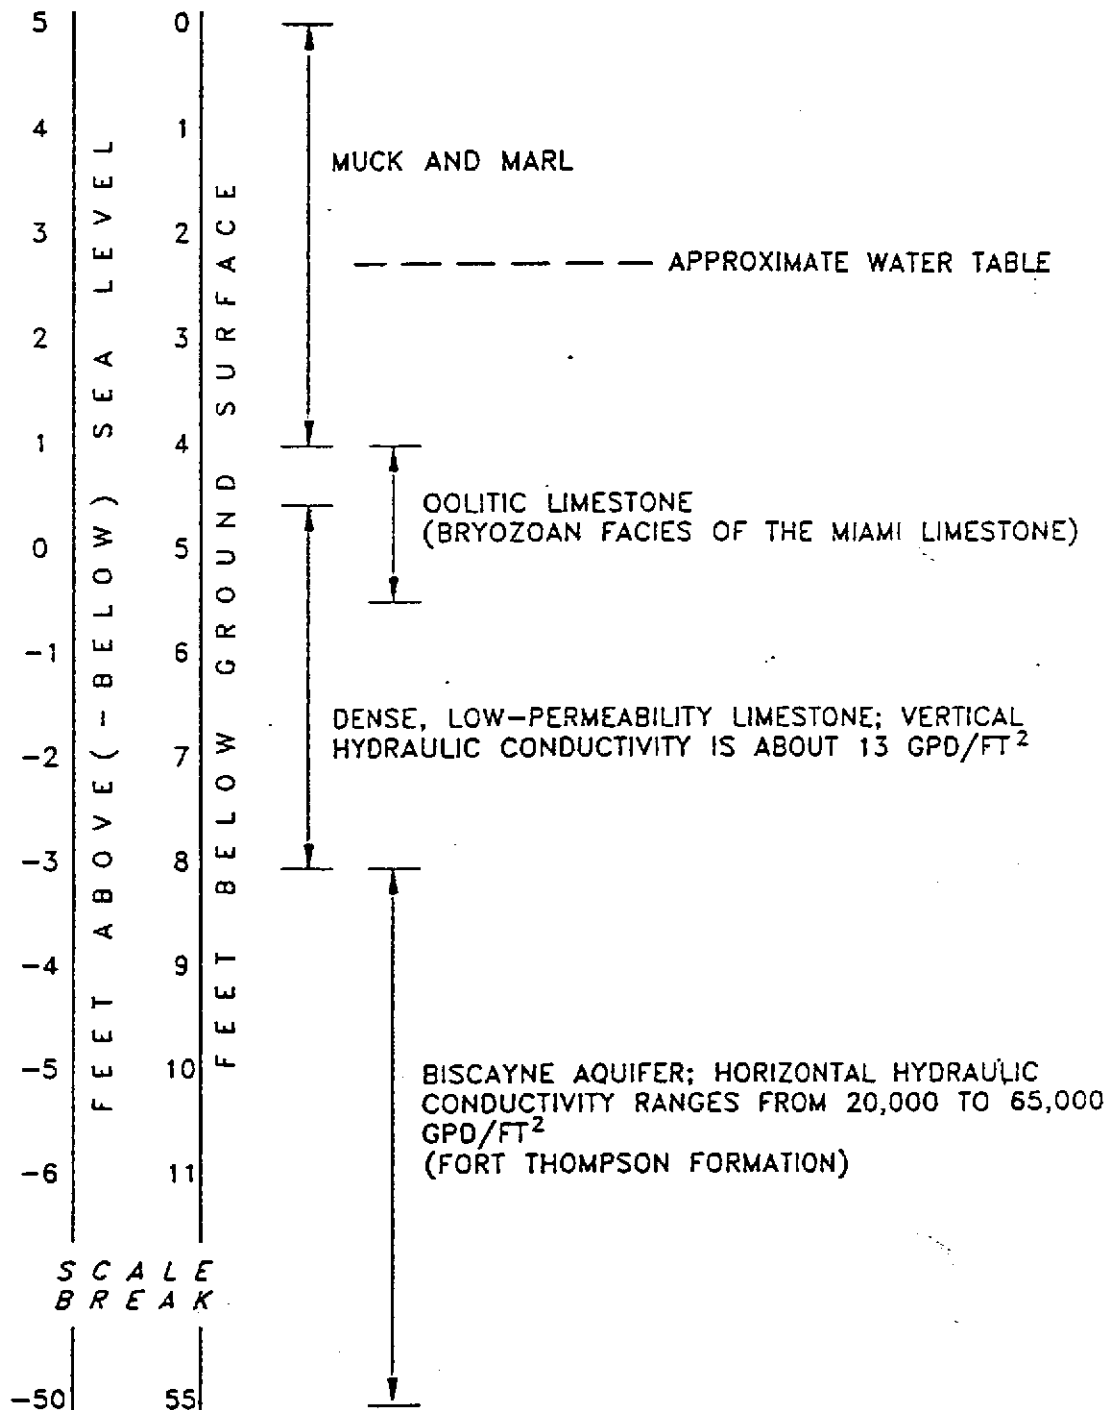 5 0
4 1
MUCK AND MARL
3 2
APPROXIMATE WATER TABLE
2 3
1 4
OOLITIC LIMESTONE
(BRYOZOAN FACIES OF THE MIAMI LIMESTONE)
0 5
-1 6
DENSE, LOW-PERMEABILITY LIMESTONE; VERTICAL
HYDRAULIC CONDUCTIVITY IS ABOUT 13 GPD/FT²
-2 7
-3 8
-4 9
-5 10
BISCAYNE AQUIFER; HORIZONTAL HYDRAULIC
CONDUCTIVITY RANGES FROM 20,000 TO 65,000
GPD/FT²
(FORT THOMPSON FORMATION)
-6 11
FEET ABOVE(-BELOW) SEA LEVEL
FEET BELOW GROUND SURFACE
SCALE
BREAK
-50 55